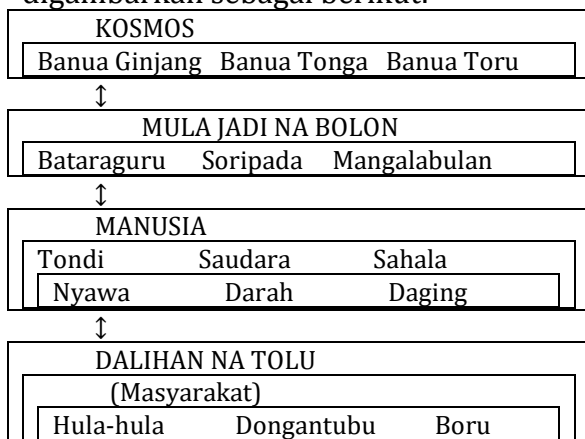 digambarkan sebagai berikut:
KOSMOS
Banua Ginjang Banua Tonga Banua Toru
↕
MULA JADI NA BOLON
Bataraguru Soripada Mangalabulan
↕
MANUSIA
Tondi Saudara Sahala
Nyawa Darah Daging
↕
DALIHAN NA TOLU
(Masyarakat)
Hula-hula Dongantubu Boru